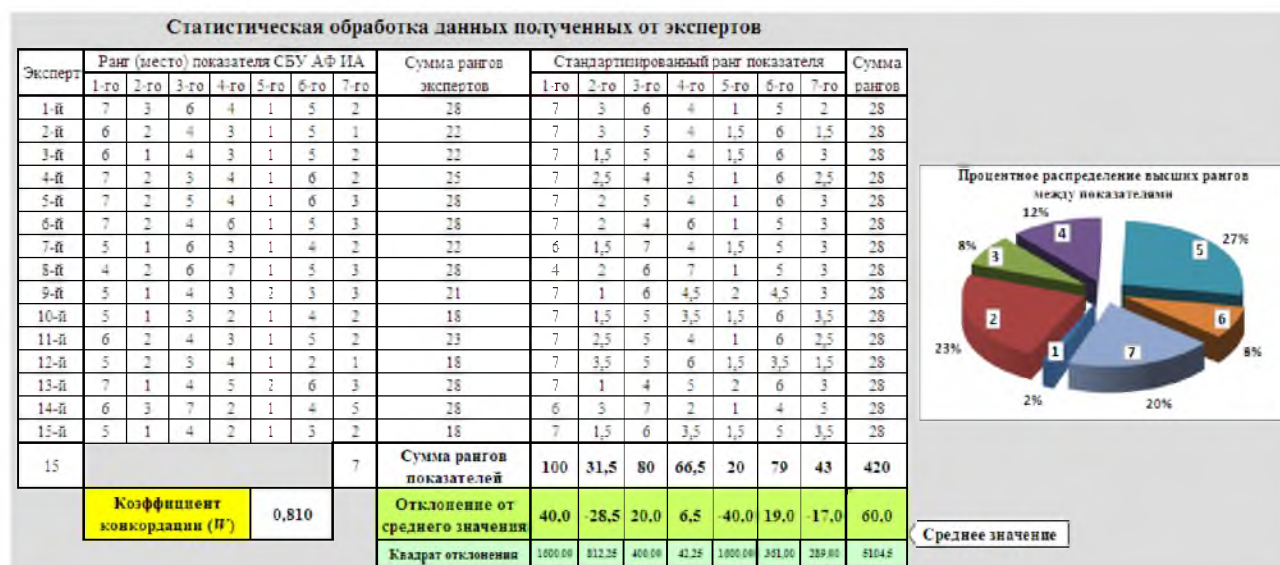 Статистическая обработка данных полученных от экспертов
Эксперт Ранг (место) показателя СБУ АФ ИА Сумма рангов экспертов Стандартизированный ранг показателя Сумма рангов
1-го 2-го 3-го 4-го 5-го 6-го 7-го 1-го 2-го 3-го 4-го 5-го 6-го 7-го
1-й 7 3 6 4 1 5 2 28 7 3 6 4 1 5 2 28
2-й 6 2 4 3 1 5 1 22 7 3 5 4 1,5 6 1,5 28
3-й 6 1 4 3 1 5 2 22 7 1,5 5 4 1,5 6 3 28
4-й 7 2 3 4 1 6 2 25 7 2,5 4 5 1 6 2,5 28
5-й 7 2 5 4 1 6 3 28 7 2 5 4 1 6 3 28
6-й 7 2 4 6 1 5 3 28 7 2 4 6 1 5 3 28
7-й 5 1 6 3 1 4 2 22 6 1,5 7 4 1,5 5 3 28
8-й 4 2 6 7 1 5 3 28 4 2 6 7 1 5 3 28
9-й 5 1 4 3 2 3 3 21 7 1 6 4,5 2 4,5 3 28
10-й 5 1 3 2 1 4 2 18 7 1,5 5 3,5 1,5 6 3,5 28
11-й 6 2 4 3 1 5 2 23 7 2,5 5 4 1 6 2,5 28
12-й 5 2 3 4 1 2 1 18 7 3,5 5 6 1,5 3,5 1,5 28
13-й 7 1 4 5 2 6 3 28 7 1 4 5 2 6 3 28
14-й 6 3 7 2 1 4 5 28 6 3 7 2 1 4 5 28
15-й 5 1 4 2 1 3 2 18 7 1,5 6 3,5 1,5 5 3,5 28
15 7 Сумма рангов показателей 100 31,5 80 66,5 20 79 43 420
Коэффициент конкордации (W) 0,810 Отклонение от среднего значения 40,0 -28,5 20,0 6,5 -40,0 19,0 -17,0 60,0
Среднее значение
Квадрат отклонения 1600,00 812,25 400,00 42,25 1600,00 361,00 289,00 5104,5
Процентное распределение высших рангов
между показателями
12%
4
27%
5
8%
3
2
6
23%
1
7
8%
2%
20%